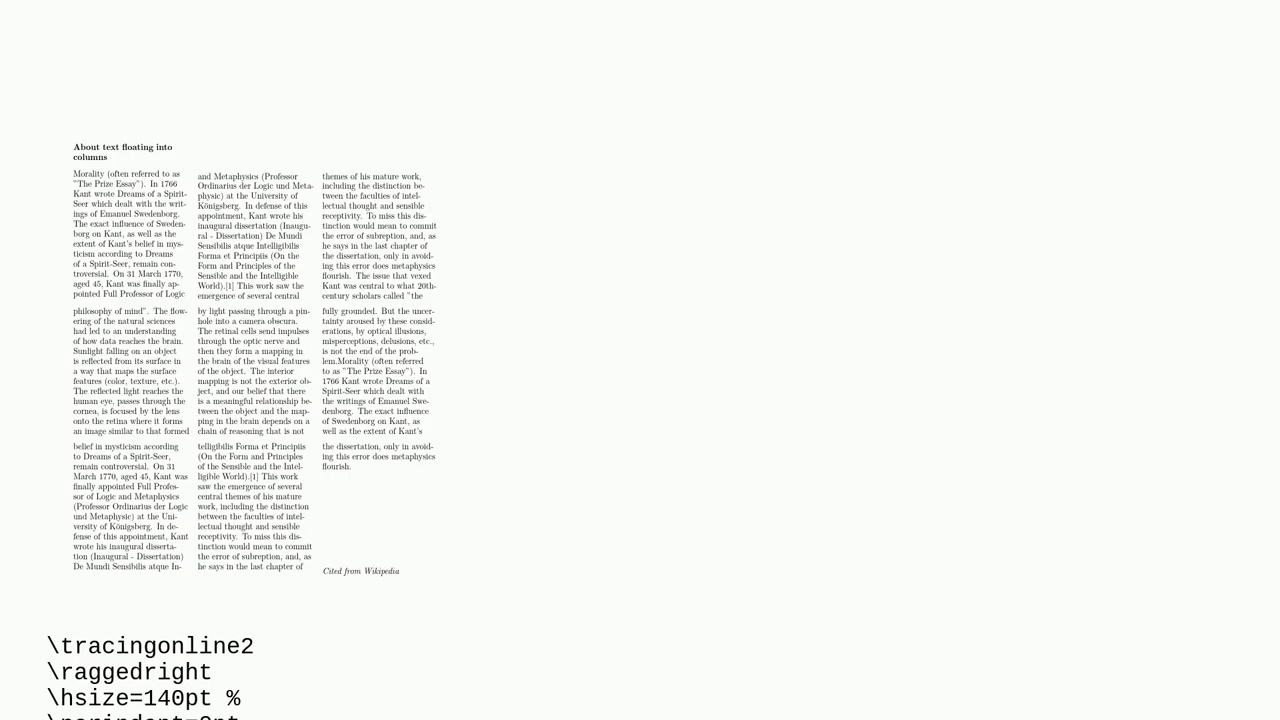 About text floating into
columns
Morality (often referred to as
"The Prize Essay"). In 1766
Kant wrote Dreams of a Spirit-
Seer which dealt with the writ-
ings of Emanuel Swedenborg.
The exact influence of Sweden-
borg on Kant, as well as the
extent of Kant's belief in mys-
ticism according to Dreams
of a Spirit-Seer, remain con-
troversial. On 31 March 1770,
aged 45, Kant was finally ap-
pointed Full Professor of Logic
and Metaphysics (Professor
Ordinarius der Logic und Meta-
physic) at the University of
Königsberg. In defense of this
appointment, Kant wrote his
inaugural dissertation (Inaugu-
ral - Dissertation) De Mundi
Sensibilis atque Intelligibilis
Forma et Principiis (On the
Form and Principles of the
Sensible and the Intelligible
World).[1] This work saw the
emergence of several central
themes of his mature work,
including the distinction be-
tween the faculties of intel-
lectual thought and sensible
receptivity. To miss this dis-
tinction would mean to commit
the error of subreption, and, as
he says in the last chapter of
the dissertation, only in avoid-
ing this error does metaphysics
flourish. The issue that vexed
Kant was central to what 20th-
century scholars called "the
philosophy of mind". The flow-
ering of the natural sciences
had led to an understanding
of how data reaches the brain.
Sunlight falling on an object
is reflected from its surface in
a way that maps the surface
features (color, texture, etc.).
The reflected light reaches the
human eye, passes through the
cornea, is focused by the lens
onto the retina where it forms
an image similar to that formed
by light passing through a pin-
hole into a camera obscura.
The retinal cells send impulses
through the optic nerve and
then they form a mapping in
the brain of the visual features
of the object. The interior
mapping is not the exterior ob-
ject, and our belief that there
is a meaningful relationship be-
tween the object and the map-
ping in the brain depends on a
chain of reasoning that is not
fully grounded. But the uncer-
tainty aroused by these consid-
erations, by optical illusions,
misperceptions, delusions, etc.,
is not the end of the prob-
lem.Morality (often referred
to as "The Prize Essay"). In
1766 Kant wrote Dreams of a
Spirit-Seer which dealt with
the writings of Emanuel Swe-
denborg. The exact influence
of Swedenborg on Kant, as
well as the extent of Kant's
belief in mysticism according
to Dreams of a Spirit-Seer,
remain controversial. On 31
March 1770, aged 45, Kant was
finally appointed Full Profes-
sor of Logic and Metaphysics
(Professor Ordinarius der Logic
und Metaphysic) at the Uni-
versity of Königsberg. In de-
fense of this appointment, Kant
wrote his inaugural disserta-
tion (Inaugural - Dissertation)
De Mundi Sensibilis atque In-
telligibilis Forma et Principiis
(On the Form and Principles
of the Sensible and the Intel-
ligible World).[1] This work
saw the emergence of several
central themes of his mature
work, including the distinction
between the faculties of intel-
lectual thought and sensible
receptivity. To miss this dis-
tinction would mean to commit
the error of subreption, and, as
he says in the last chapter of
the dissertation, only in avoid-
ing this error does metaphysics
flourish.
Cited from Wikipedia
\tracingonline2
\raggedright
\hsize=140pt %
\parindent=0pt